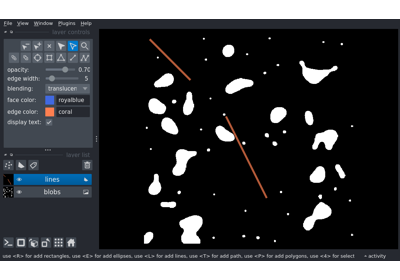 File View Window Plugins Help
layer controls
opacity: 0.70
edge width: 5
blending: translucen
face color: royalblue
edge color: coral
display text:
layer list
lines
blobs
use <R> for add rectangles, use <E> for add ellipses, use <L> for add lines, use <T> for add path, use <P> for add polygons, use <4> for select activity